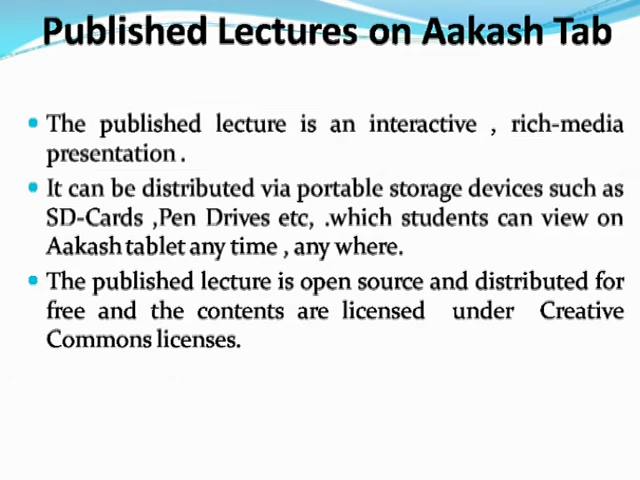 Published Lectures on Aakash Tab
• The published lecture is an interactive , rich-media
presentation .
• It can be distributed via portable storage devices such as
SD-Cards ,Pen Drives etc, .which students can view on
Aakash tablet any time , any where.
• The published lecture is open source and distributed for
free and the contents are licensed under Creative
Commons licenses.